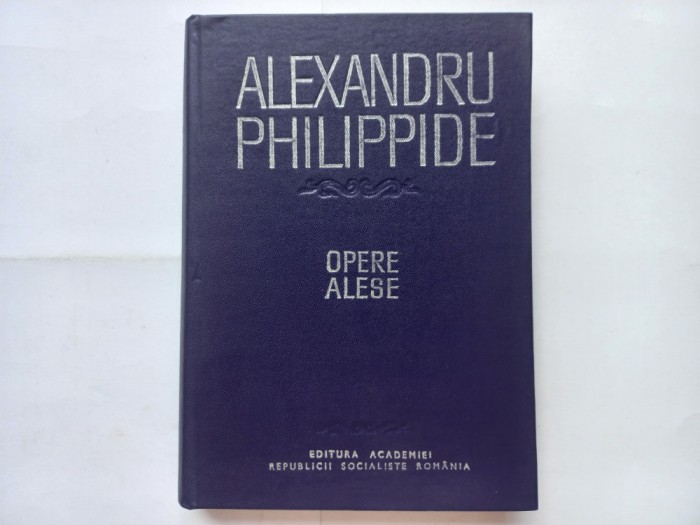 ALEXANDRU
PHILIPPIDE
OPERE
ALESE
EDITURA ACADEMIEI
REPUBLICII SOCIALISTE ROMÂNIA